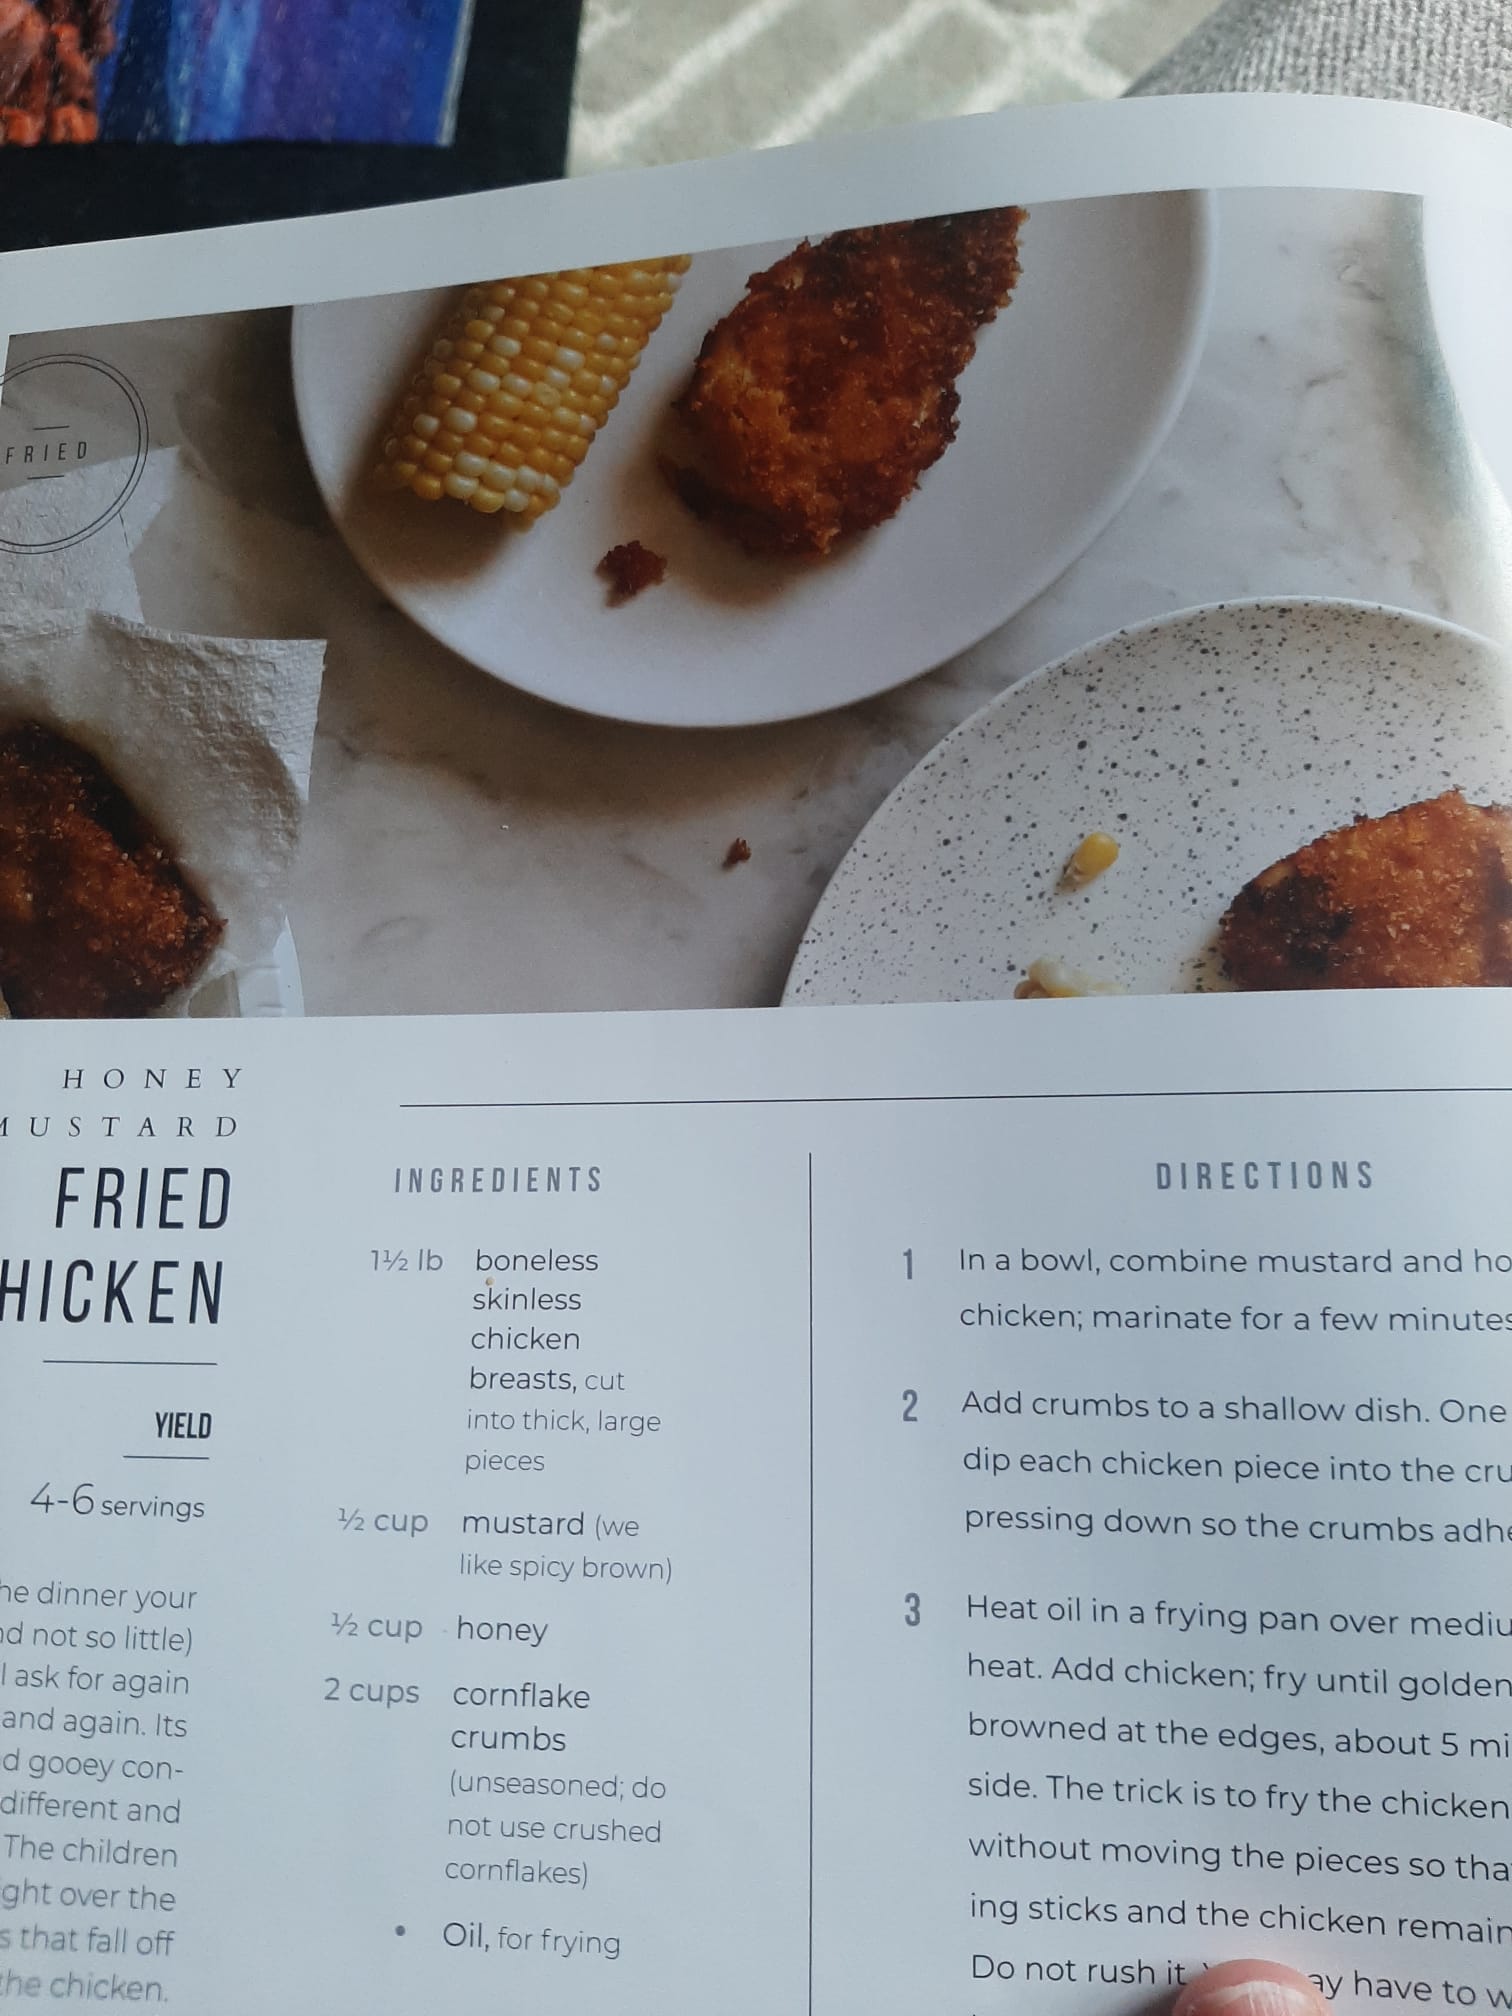 FRIED
HONEY
MUSTARD
FRIED
HICKEN
YIELD
4-6 servings
he dinner your
nd not so little)
l ask for again
and again. Its
d gooey con-
different and
The children
ght over the
s that fall off
the chicken.
INGREDIENTS
1½ lb boneless
skinless
chicken
breasts, cut
into thick, large
pieces
½ cup mustard (we
like spicy brown)
½ cup honey
2 cups cornflake
crumbs
(unseasoned; do
not use crushed
cornflakes)
• Oil, for frying
DIRECTIONS
1 In a bowl, combine mustard and ho
chicken; marinate for a few minutes
2 Add crumbs to a shallow dish. One
dip each chicken piece into the cru
pressing down so the crumbs adhe
3 Heat oil in a frying pan over mediu
heat. Add chicken; fry until golden
browned at the edges, about 5 mi
side. The trick is to fry the chicken
without moving the pieces so tha
ing sticks and the chicken remain
Do not rush it. ay have to w